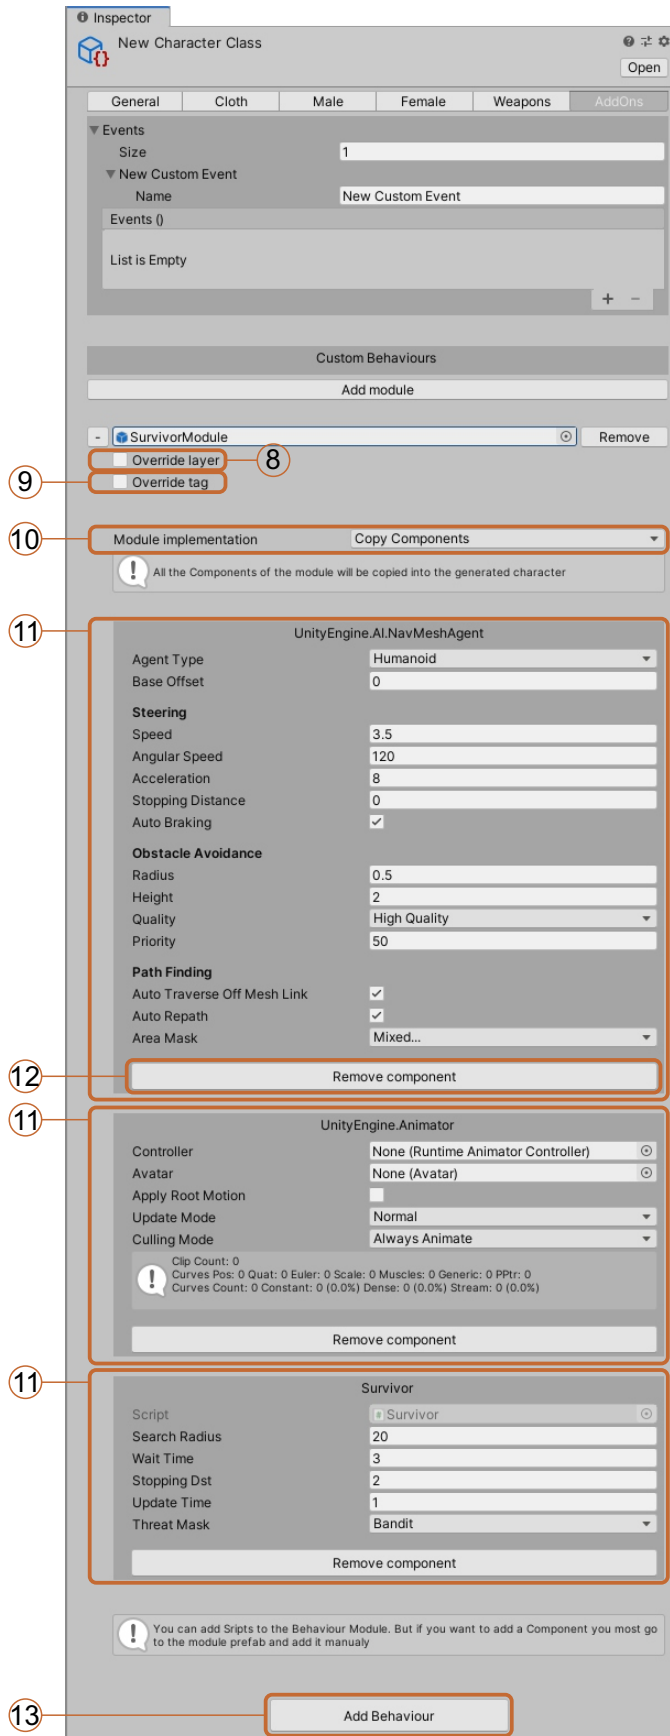 Inspector
New Character Class
Open
General Cloth Male Female Weapons AddOns
Events
Size 1
New Custom Event
Name New Custom Event
Events ()
List is Empty
+ -
Custom Behaviours
Add module
- SurvivorModule Remove
Override layer 8
9 Override tag
10 Module implementation Copy Components
! All the Components of the module will be copied into the generated character
11 UnityEngine.AI.NavMeshAgent
Agent Type Humanoid
Base Offset 0
Steering
Speed 3.5
Angular Speed 120
Acceleration 8
Stopping Distance 0
Auto Braking
Obstacle Avoidance
Radius 0.5
Height 2
Quality High Quality
Priority 50
Path Finding
Auto Traverse Off Mesh Link
Auto Repath
Area Mask Mixed...
12 Remove component
11 UnityEngine.Animator
Controller None (Runtime Animator Controller)
Avatar None (Avatar)
Apply Root Motion
Update Mode Normal
Culling Mode Always Animate
Clip Count: 0
! Curves Pos: 0 Quat: 0 Euler: 0 Scale: 0 Muscles: 0 Generic: 0 PPtr: 0
Curves Count: 0 Constant: 0 (0.0%) Dense: 0 (0.0%) Stream: 0 (0.0%)
Remove component
11 Survivor
Script Survivor
Search Radius 20
Wait Time 3
Stopping Dst 2
Update Time 1
Threat Mask Bandit
Remove component
! You can add Sripts to the Behaviour Module. But if you want to add a Component you most go
to the module prefab and add it manualy
13 Add Behaviour